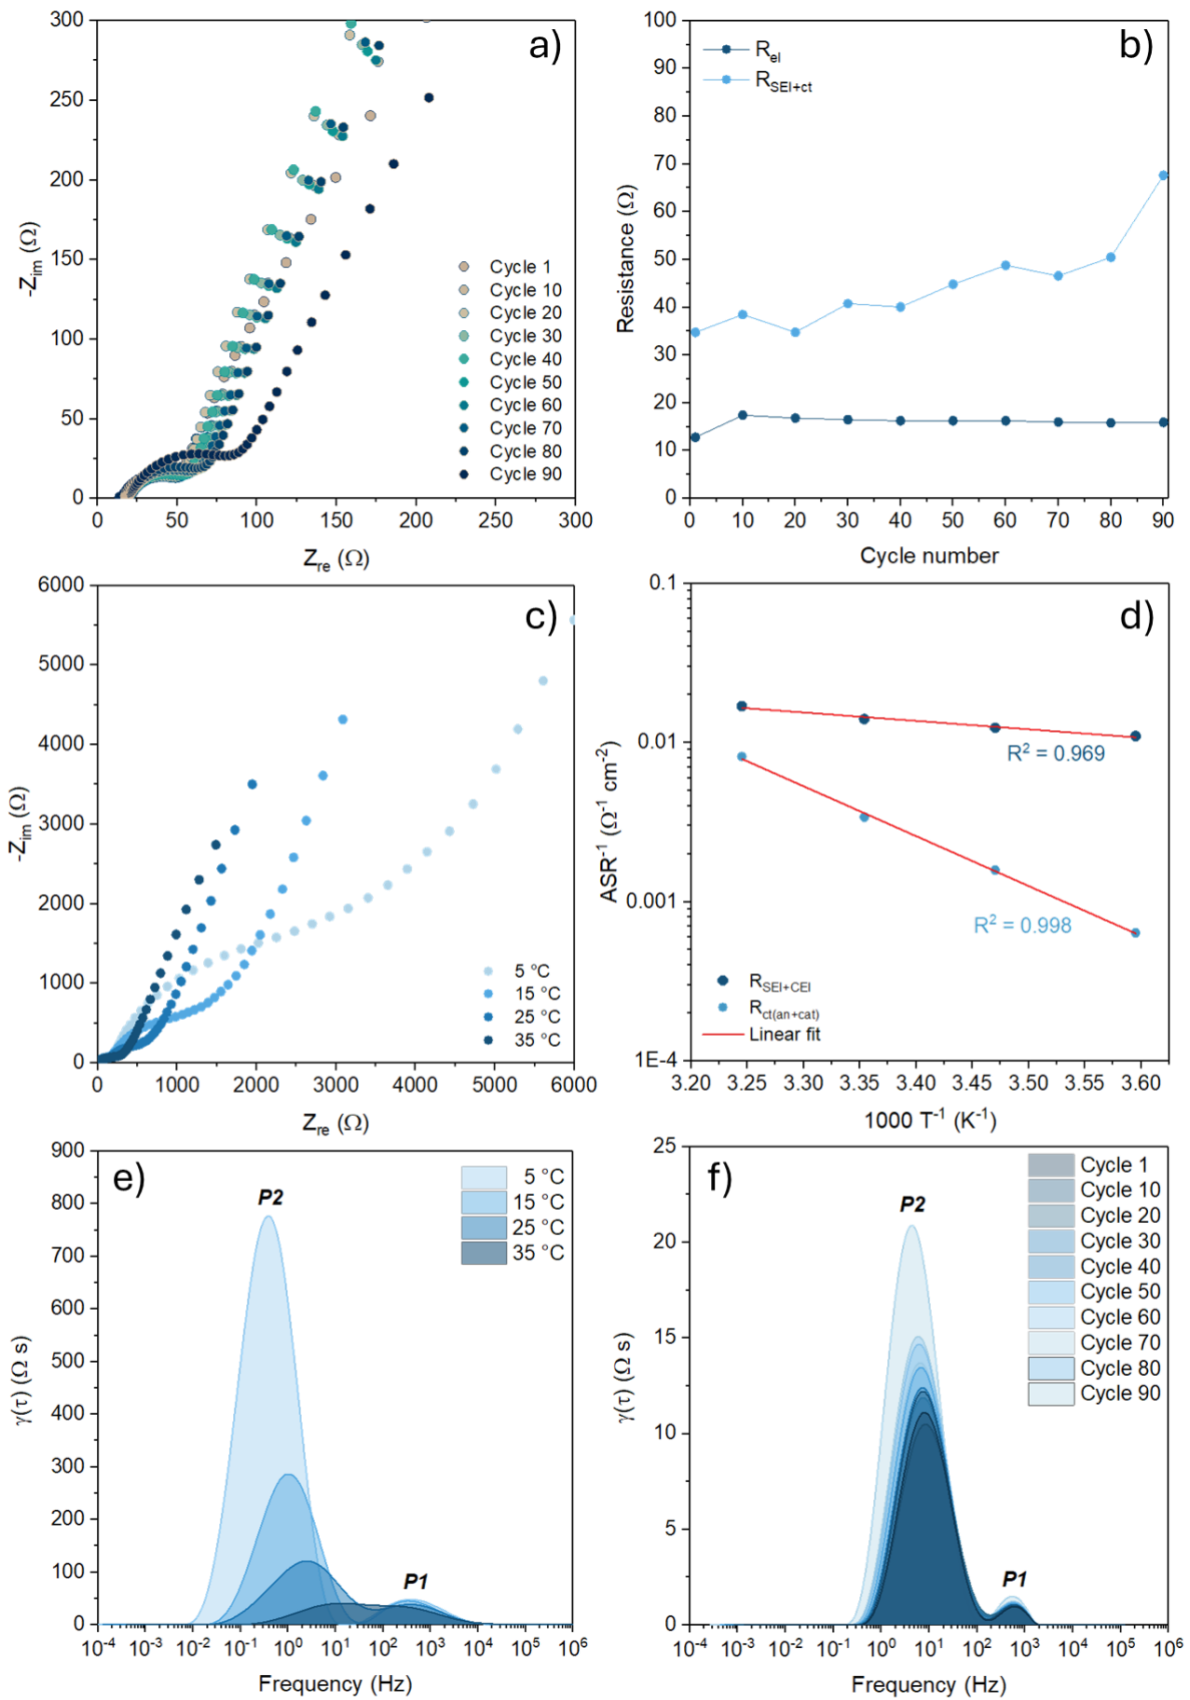 a)
300
250
200
150
100
50
0
-Z_im (Ω)
Cycle 1
Cycle 10
Cycle 20
Cycle 30
Cycle 40
Cycle 50
Cycle 60
Cycle 70
Cycle 80
Cycle 90
0 50 100 150 200 250 300
Z_re (Ω)
b)
100
90
80
70
60
50
40
30
20
10
0
Resistance (Ω)
R_el
R_SEI+ct
0 10 20 30 40 50 60 70 80 90
Cycle number
c)
6000
5000
4000
3000
2000
1000
0
-Z_im (Ω)
5 °C
15 °C
25 °C
35 °C
0 1000 2000 3000 4000 5000 6000
Z_re (Ω)
d)
0.1
0.01
0.001
1E-4
ASR⁻¹ (Ω⁻¹ cm⁻²)
R² = 0.969
R² = 0.998
R_SEI+CEI
R_ct(an+cat)
Linear fit
3.20 3.25 3.30 3.35 3.40 3.45 3.50 3.55 3.60
1000 T⁻¹ (K⁻¹)
e)
900
800
700
600
500
400
300
200
100
0
γ(τ) (Ω s)
P2
P1
5 °C
15 °C
25 °C
35 °C
10⁻⁴ 10⁻³ 10⁻² 10⁻¹ 10⁰ 10¹ 10² 10³ 10⁴ 10⁵ 10⁶
Frequency (Hz)
f)
25
20
15
10
5
0
γ(τ) (Ω s)
P2
P1
Cycle 1
Cycle 10
Cycle 20
Cycle 30
Cycle 40
Cycle 50
Cycle 60
Cycle 70
Cycle 80
Cycle 90
10⁻⁴ 10⁻³ 10⁻² 10⁻¹ 10⁰ 10¹ 10² 10³ 10⁴ 10⁵ 10⁶
Frequency (Hz)